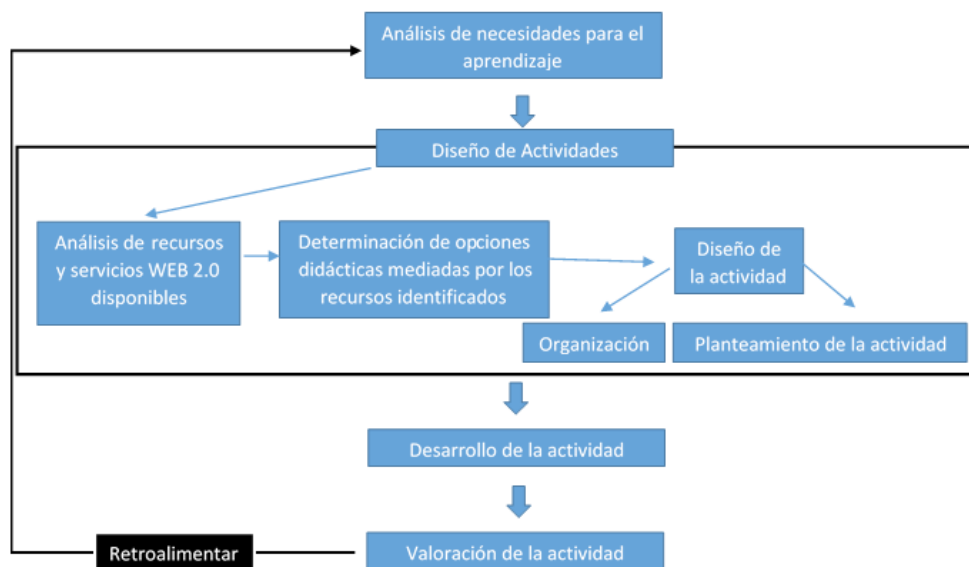 Análisis de necesidades para el
aprendizaje
Diseño de Actividades
Análisis de recursos
y servicios WEB 2.0
disponibles
Determinación de opciones
didácticas mediadas por los
recursos identificados
Diseño de
la actividad
Organización
Planteamiento de la actividad
Desarrollo de la actividad
Retroalimentar
Valoración de la actividad